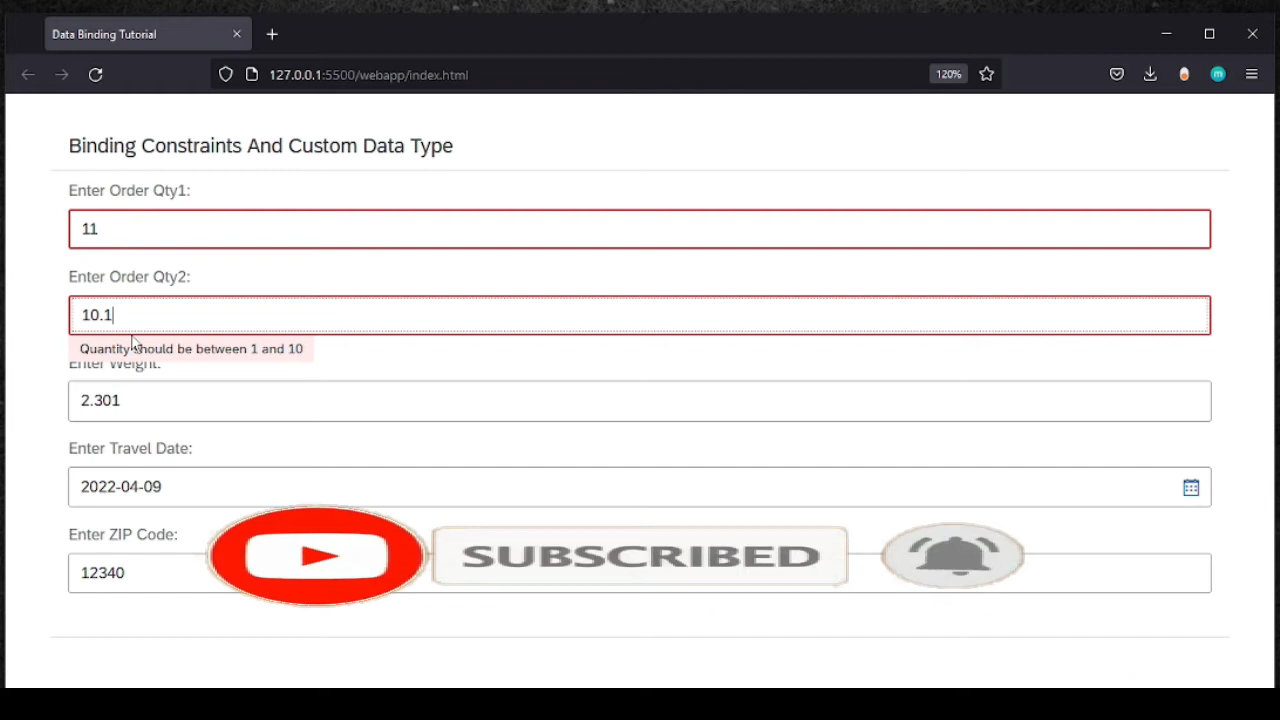 Data Binding Tutorial
127.0.0.1:5500/webapp/index.html
120%
m
Binding Constraints And Custom Data Type
Enter Order Qty1:
11
Enter Order Qty2:
10.1
Quantity should be between 1 and 10
Enter Weight:
2.301
Enter Travel Date:
2022-04-09
Enter ZIP Code:
SUBSCRIBED
12340